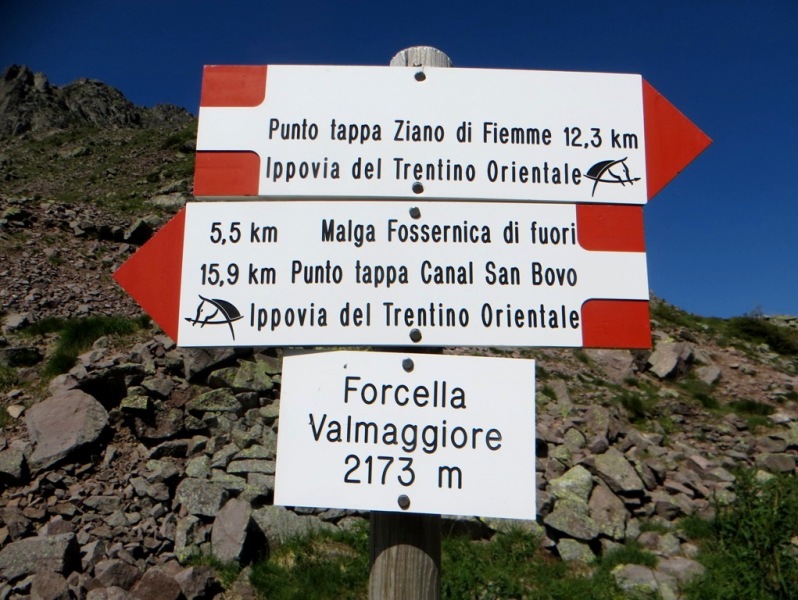 Punto tappa Ziano di Fiemme 12,3 km
Ippovia del Trentino Orientale
5,5 km Malga Fossernica di fuori
15,9 km Punto tappa Canal San Bovo
Ippovia del Trentino Orientale
Forcella
Valmaggiore
2173 m